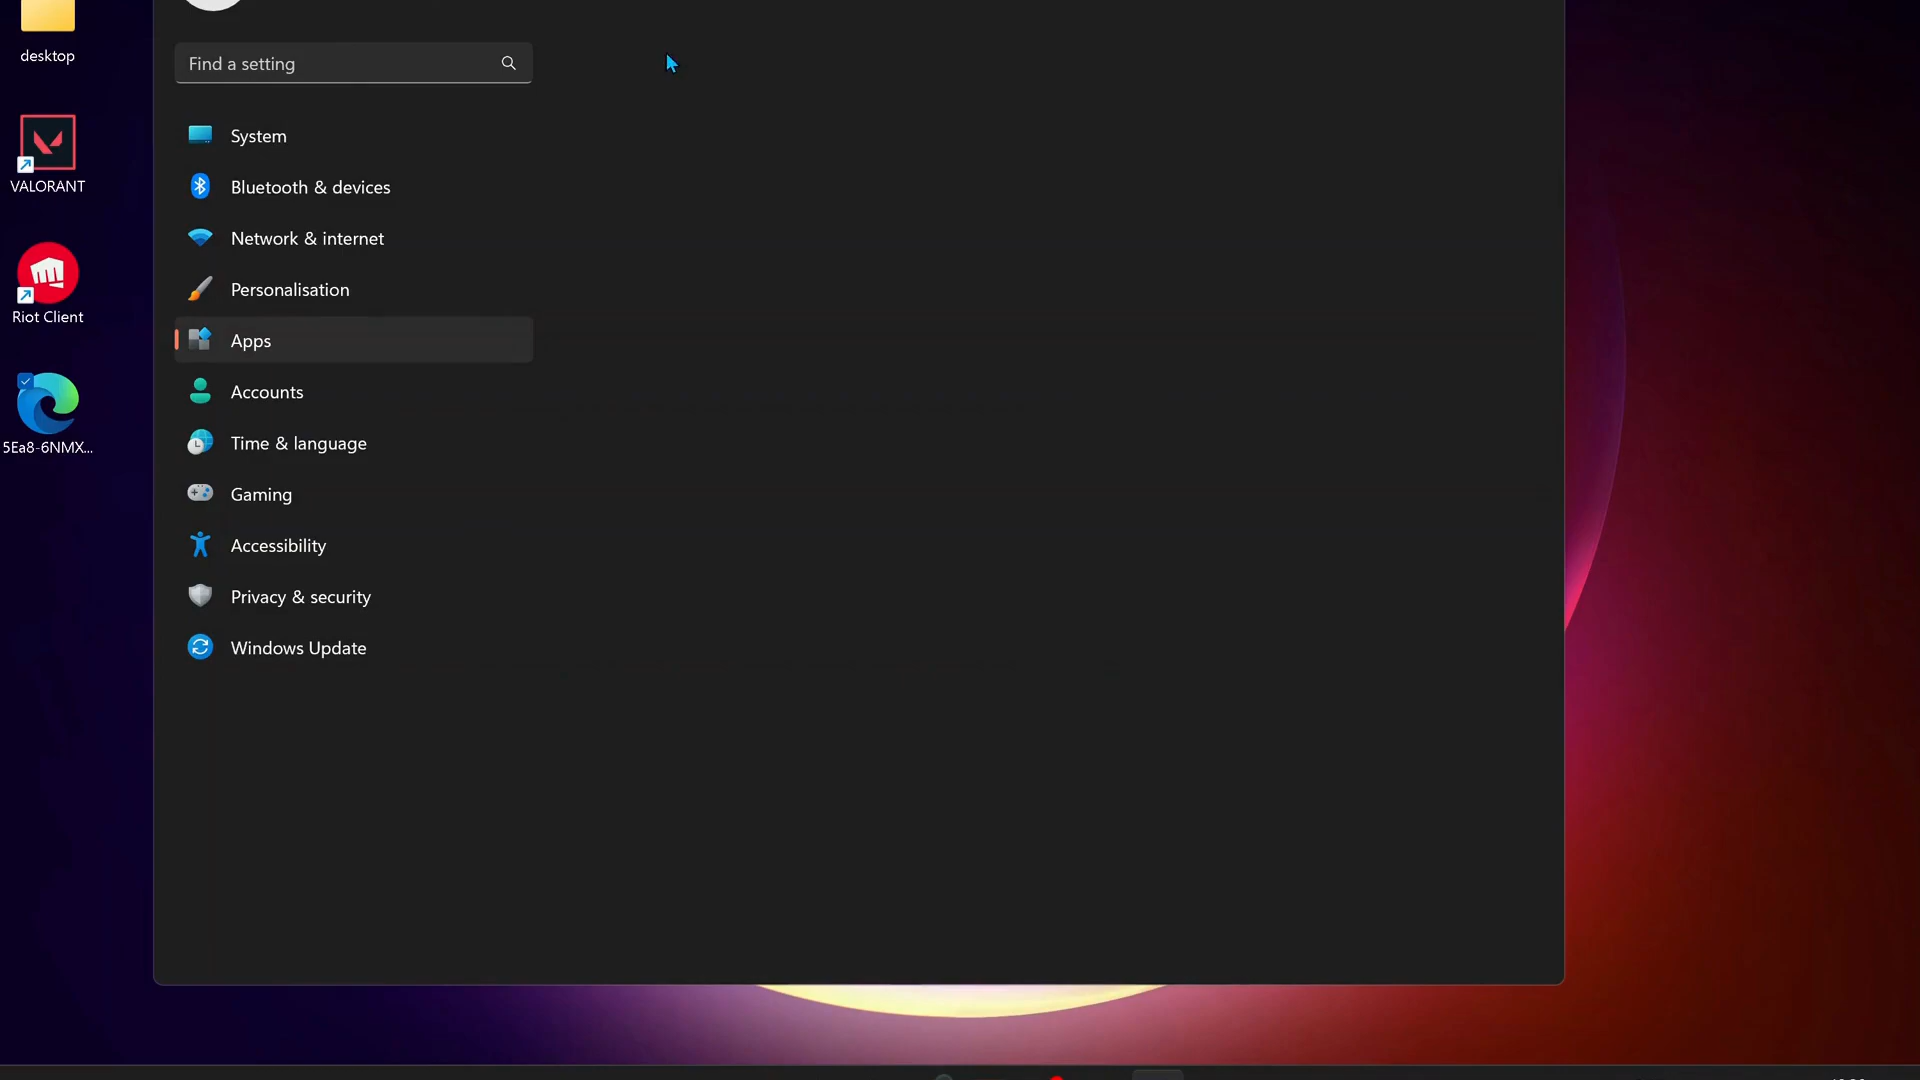 desktop
Find a setting
System
VALORANT
Bluetooth & devices
Network & internet
Personalisation
Riot Client
Apps
Accounts
5Ea8-6NMX...
Time & language
Gaming
Accessibility
Privacy & security
Windows Update